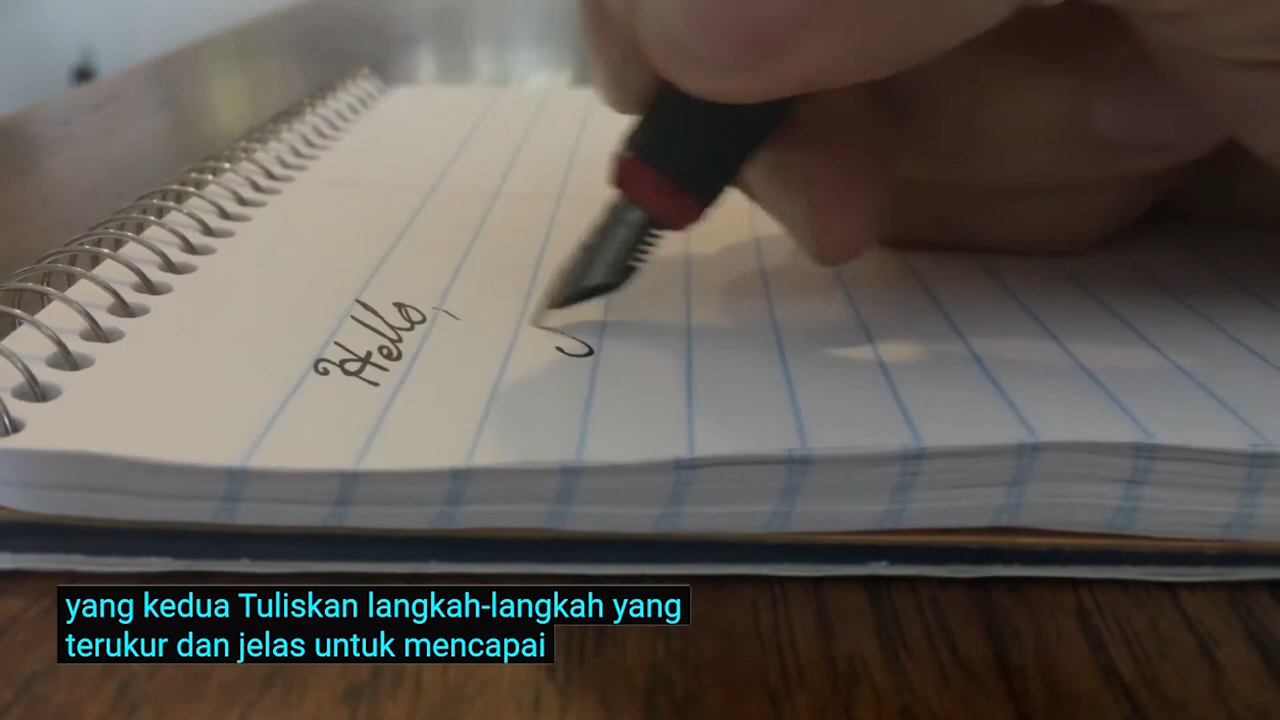 Hello,
yang kedua Tuliskan langkah-langkah yang
terukur dan jelas untuk mencapai